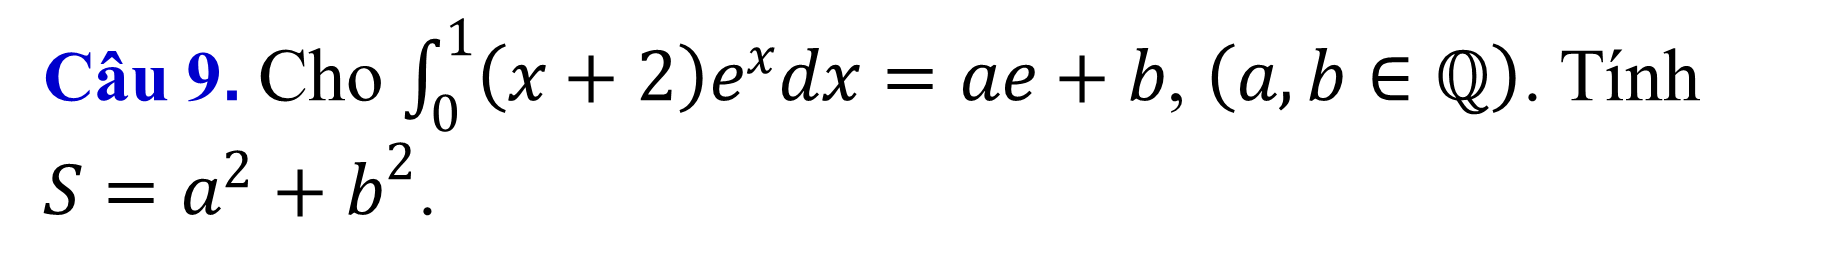 Câu 9. Cho ∫₀¹(x + 2)eˣdx = ae + b, (a, b ∈ ℚ). Tính
S = a² + b².